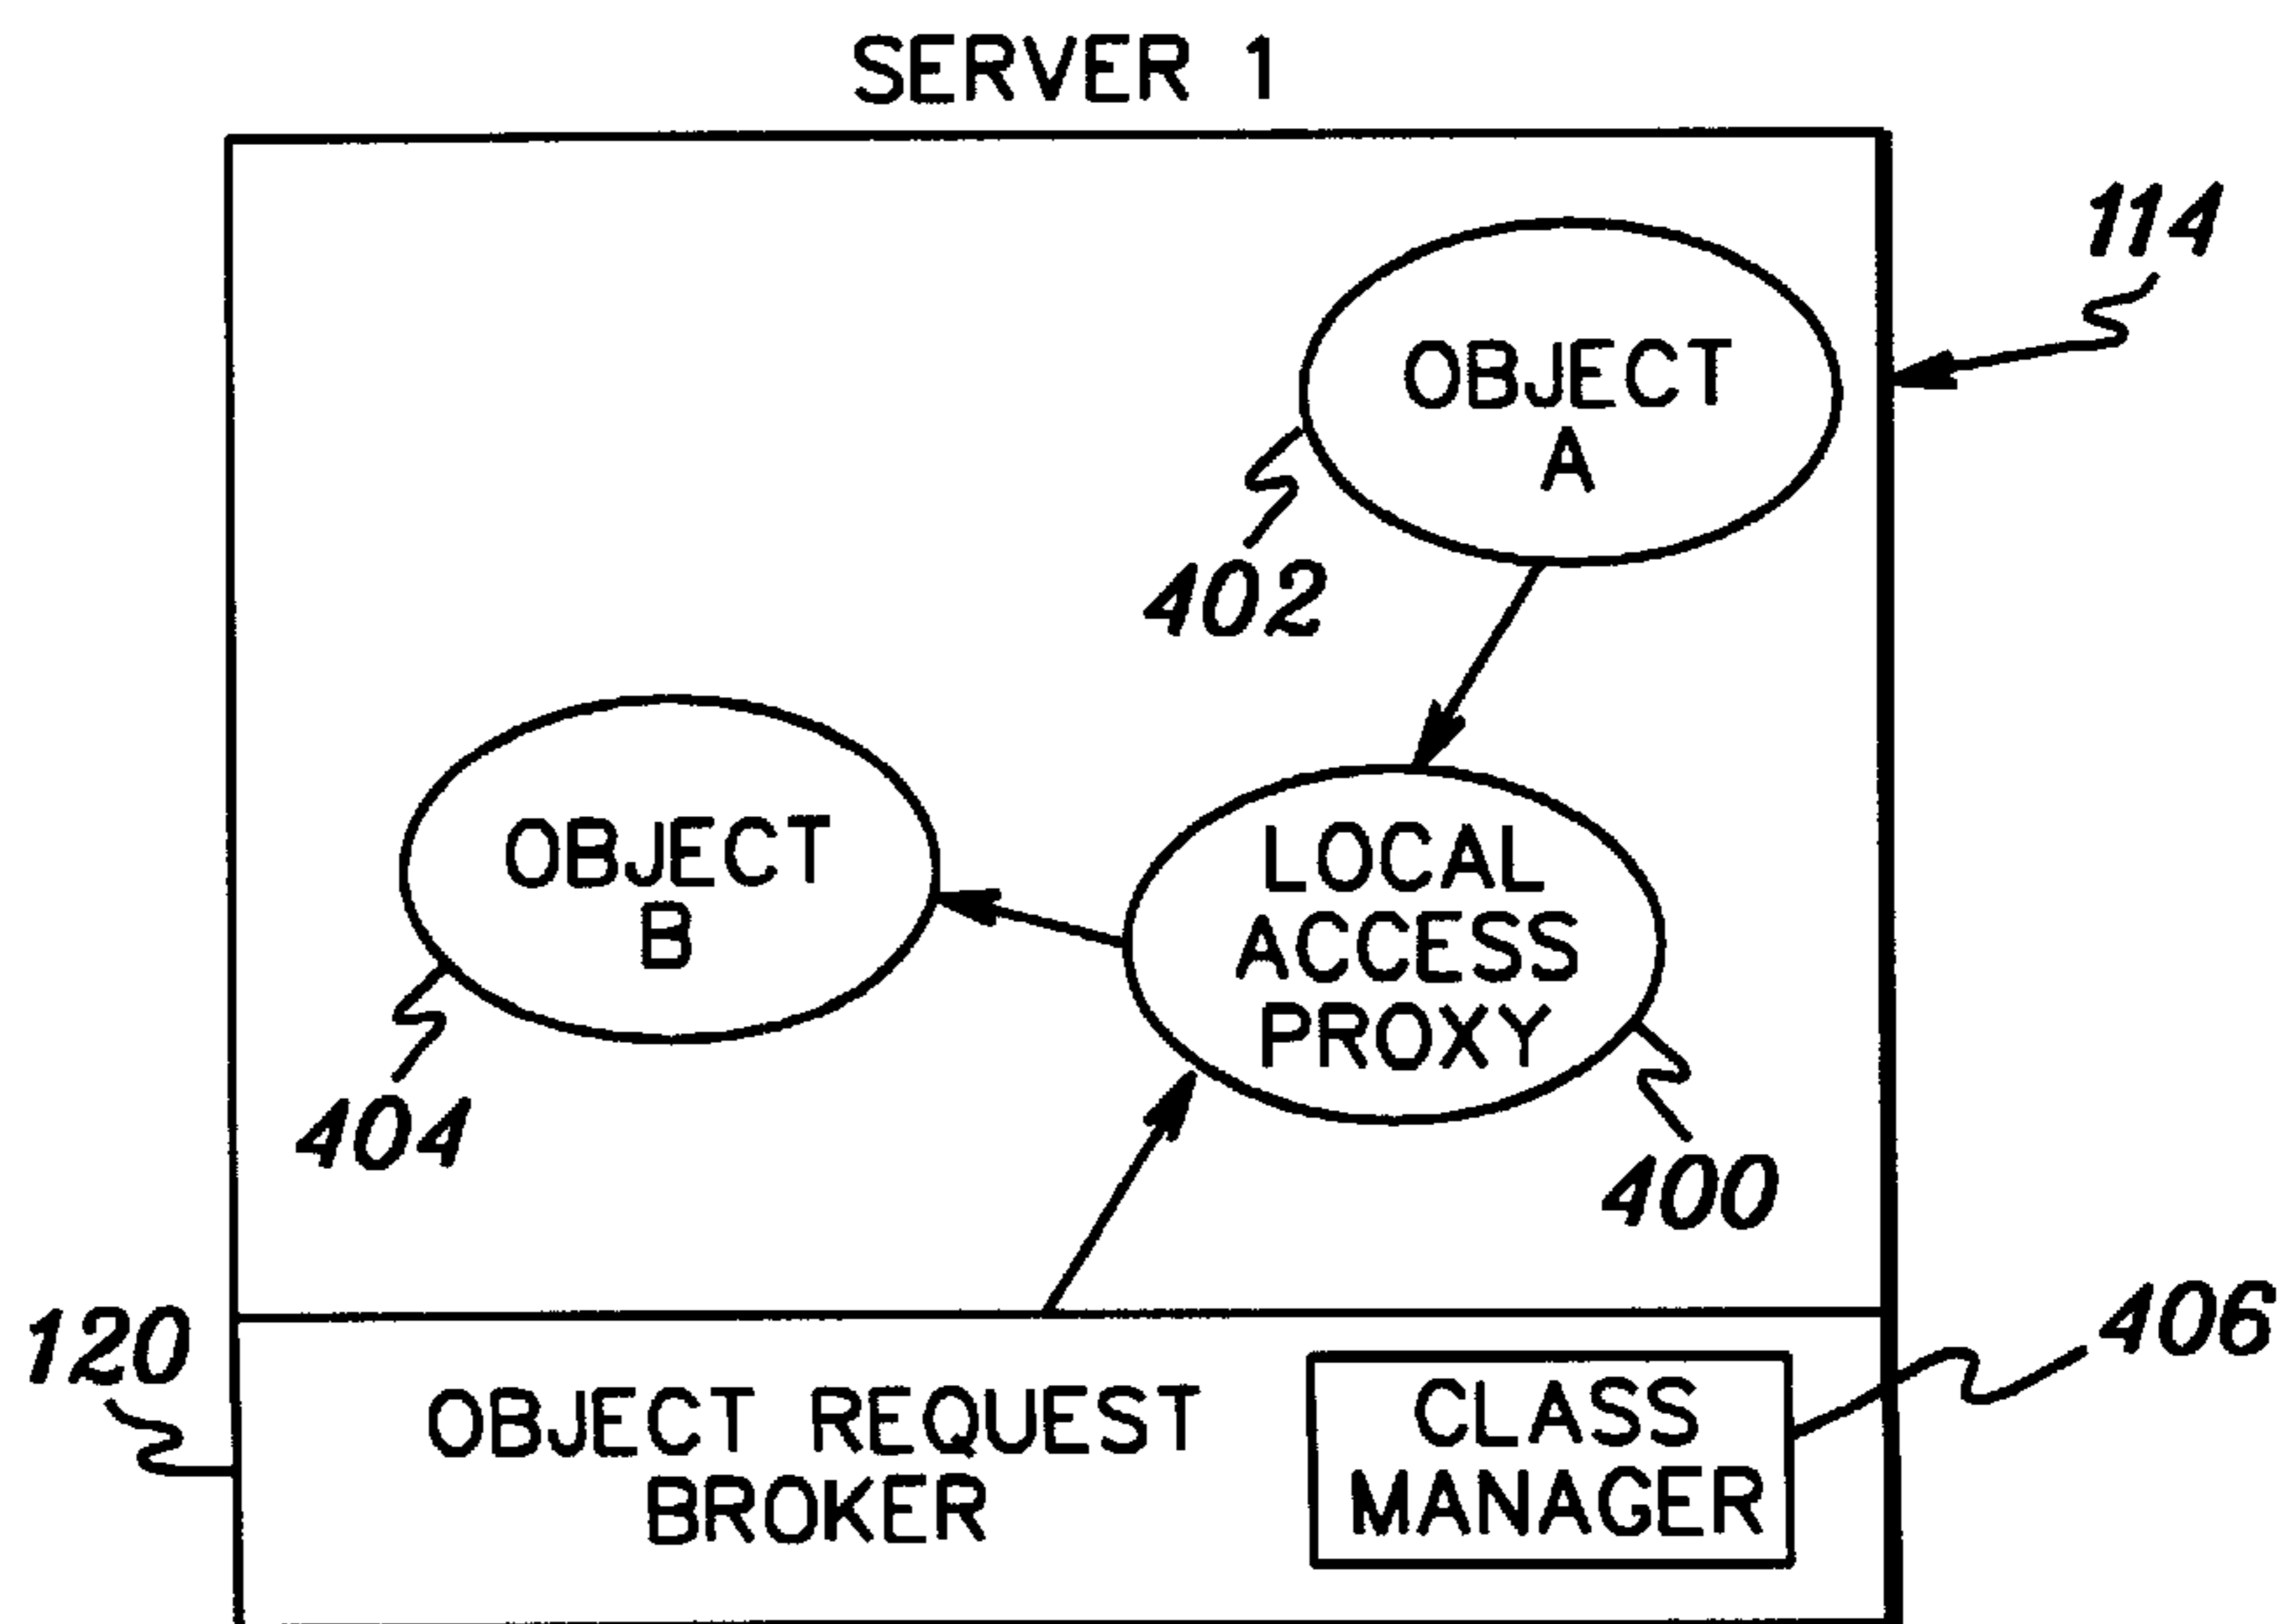 SERVER 1
114
OBJECT
A
402
OBJECT
B
LOCAL
ACCESS
PROXY
404
400
120
406
OBJECT REQUEST
BROKER
CLASS
MANAGER